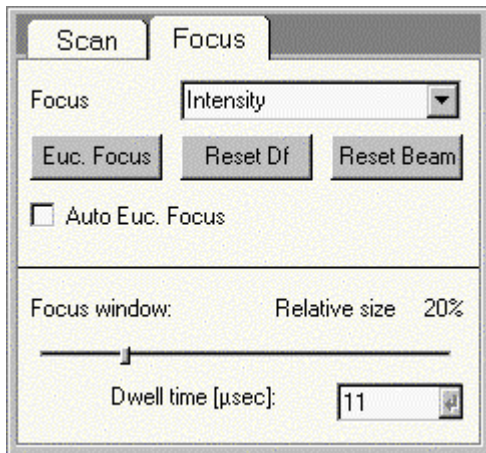 Scan Focus
Focus Intensity
Euc. Focus Reset Df Reset Beam
Auto Euc. Focus
Focus window: Relative size 20%
Dwell time [µsec]: 11